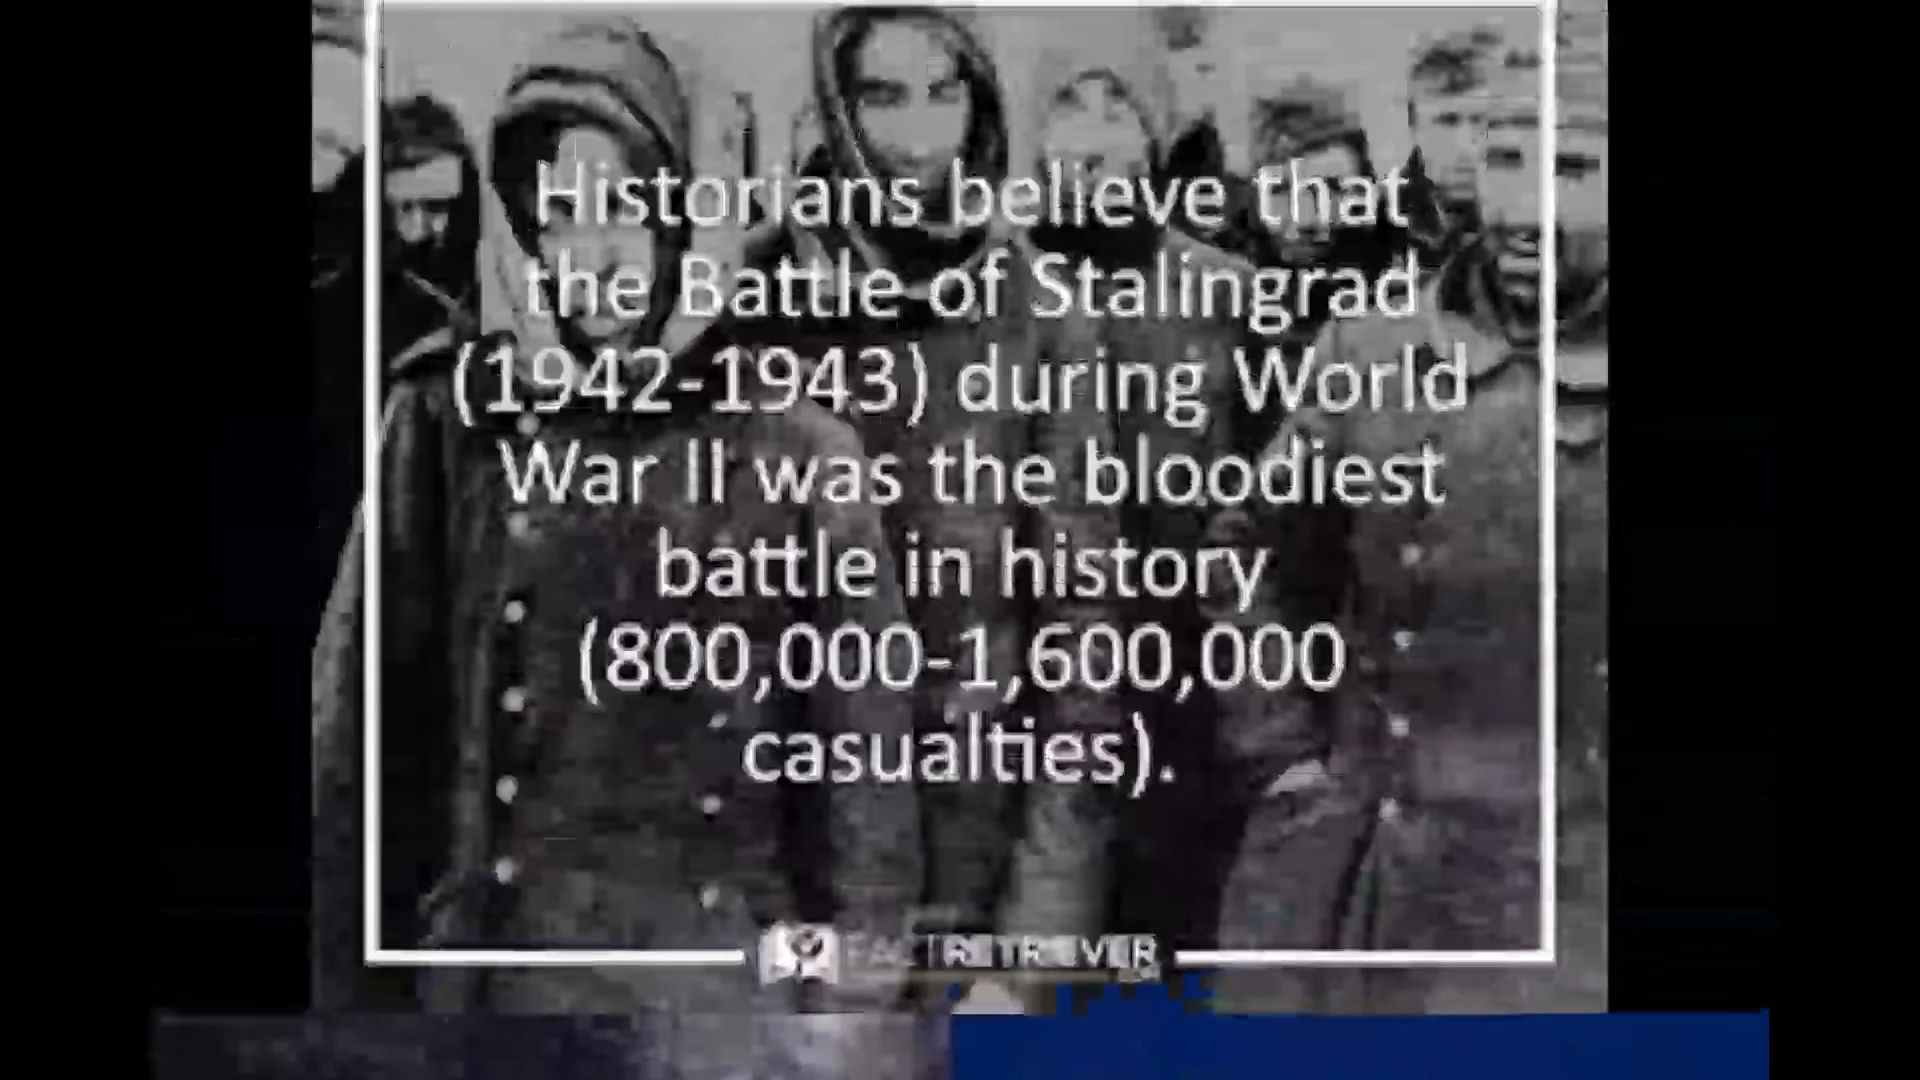 Historians believe that
the Battle of Stalingrad
(1942-1943) during World
War II was the bloodiest
battle in history
(800,000-1,600,000
casualties).
FACTRETRIEVER